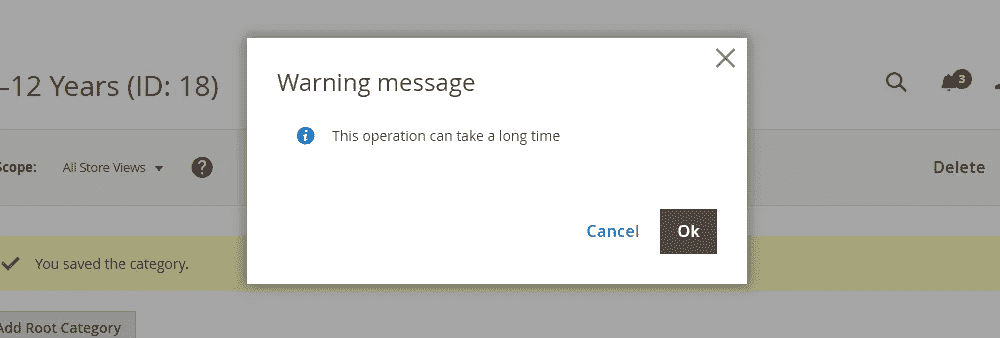 Warning message
–12 Years (ID: 18)
3
This operation can take a long time
Scope:
All Store Views
?
Delete
Cancel
Ok
You saved the category.
Add Root Category